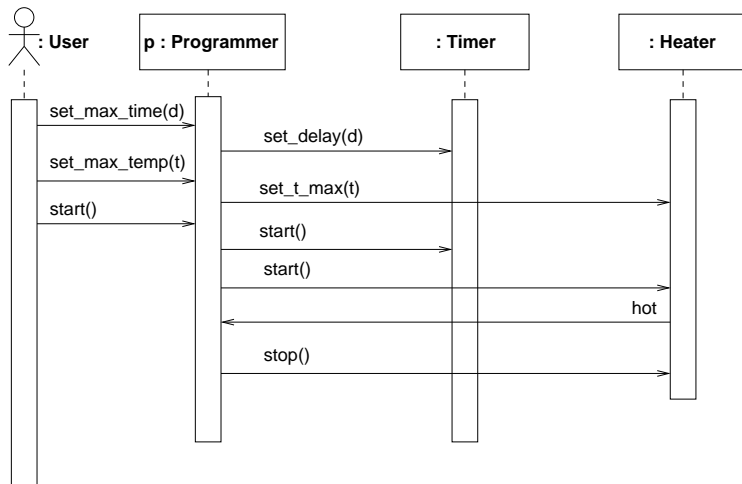 : User
p : Programmer
: Timer
: Heater
set_max_time(d)
set_delay(d)
set_max_temp(t)
set_t_max(t)
start()
start()
start()
hot
stop()